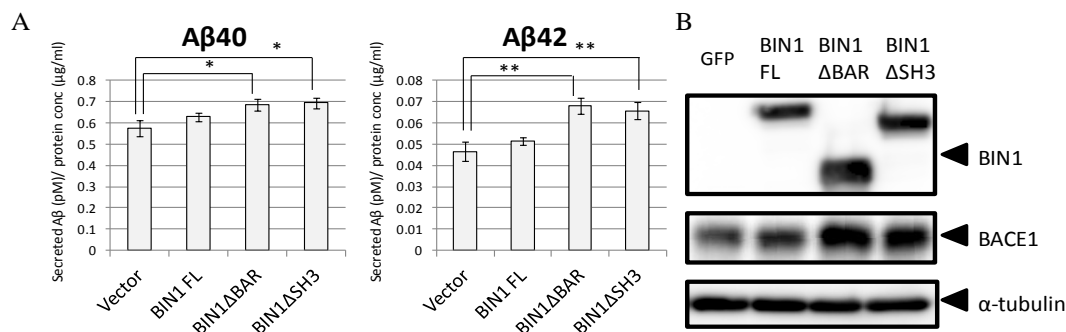 A
Aβ40
*
*
Secreted Aβ (pM)/ protein conc (μg/ml)
0.8
0.7
0.6
0.5
0.4
0.3
0.2
0.1
0
Vector
BIN1 FL
BIN1ΔBAR
BIN1ΔSH3
Aβ42
**
**
Secreted Aβ (pM)/ protein conc (μg/ml)
0.08
0.07
0.06
0.05
0.04
0.03
0.02
0.01
0
Vector
BIN1 FL
BIN1ΔBAR
BIN1ΔSH3
B
GFP
BIN1
FL
BIN1
ΔBAR
BIN1
ΔSH3
BIN1
BACE1
α-tubulin